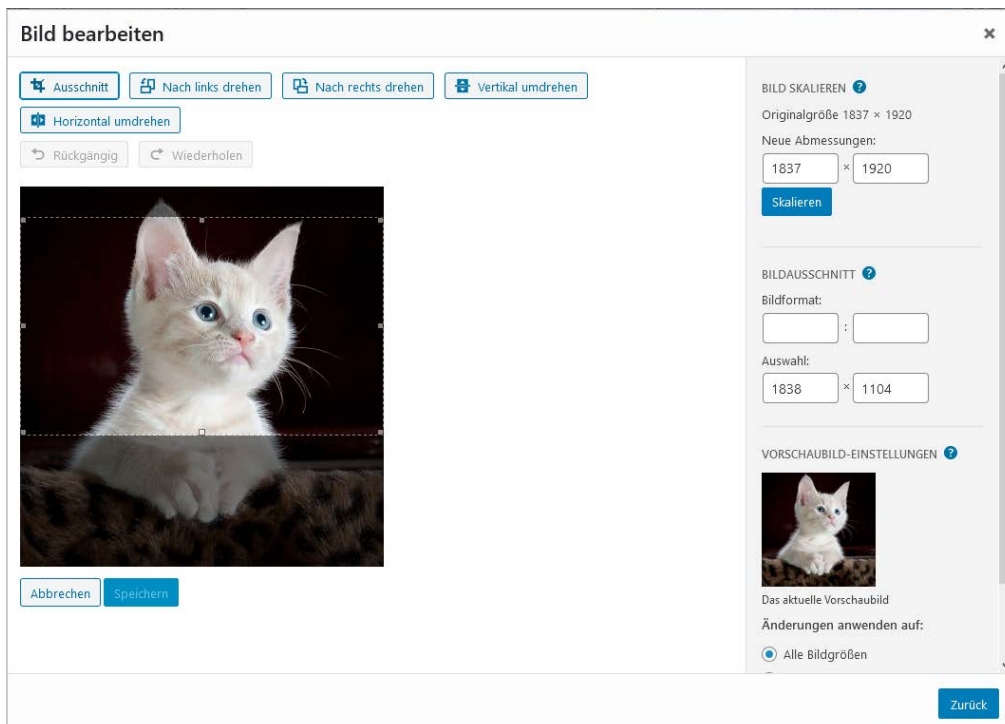 Bild bearbeiten
Ausschnitt Nach links drehen Nach rechts drehen Vertikal umdrehen
Horizontal umdrehen
Rückgängig Wiederholen
Abbrechen Speichern
BILD SKALIEREN ?
Originalgröße 1837 × 1920
Neue Abmessungen:
1837 × 1920
Skalieren
BILDAUSSCHNITT ?
Bildformat:
:
Auswahl:
1838 × 1104
VORSCHAUBILD-EINSTELLUNGEN ?
Das aktuelle Vorschaubild
Änderungen anwenden auf:
Alle Bildgrößen
Zurück